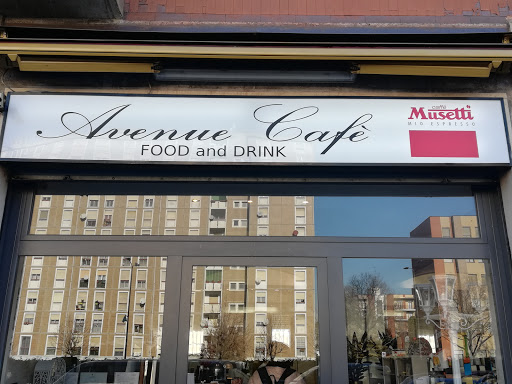 Avenue Cafè
FOOD and DRINK
caffè
Musetti
MIO ESPRESSO